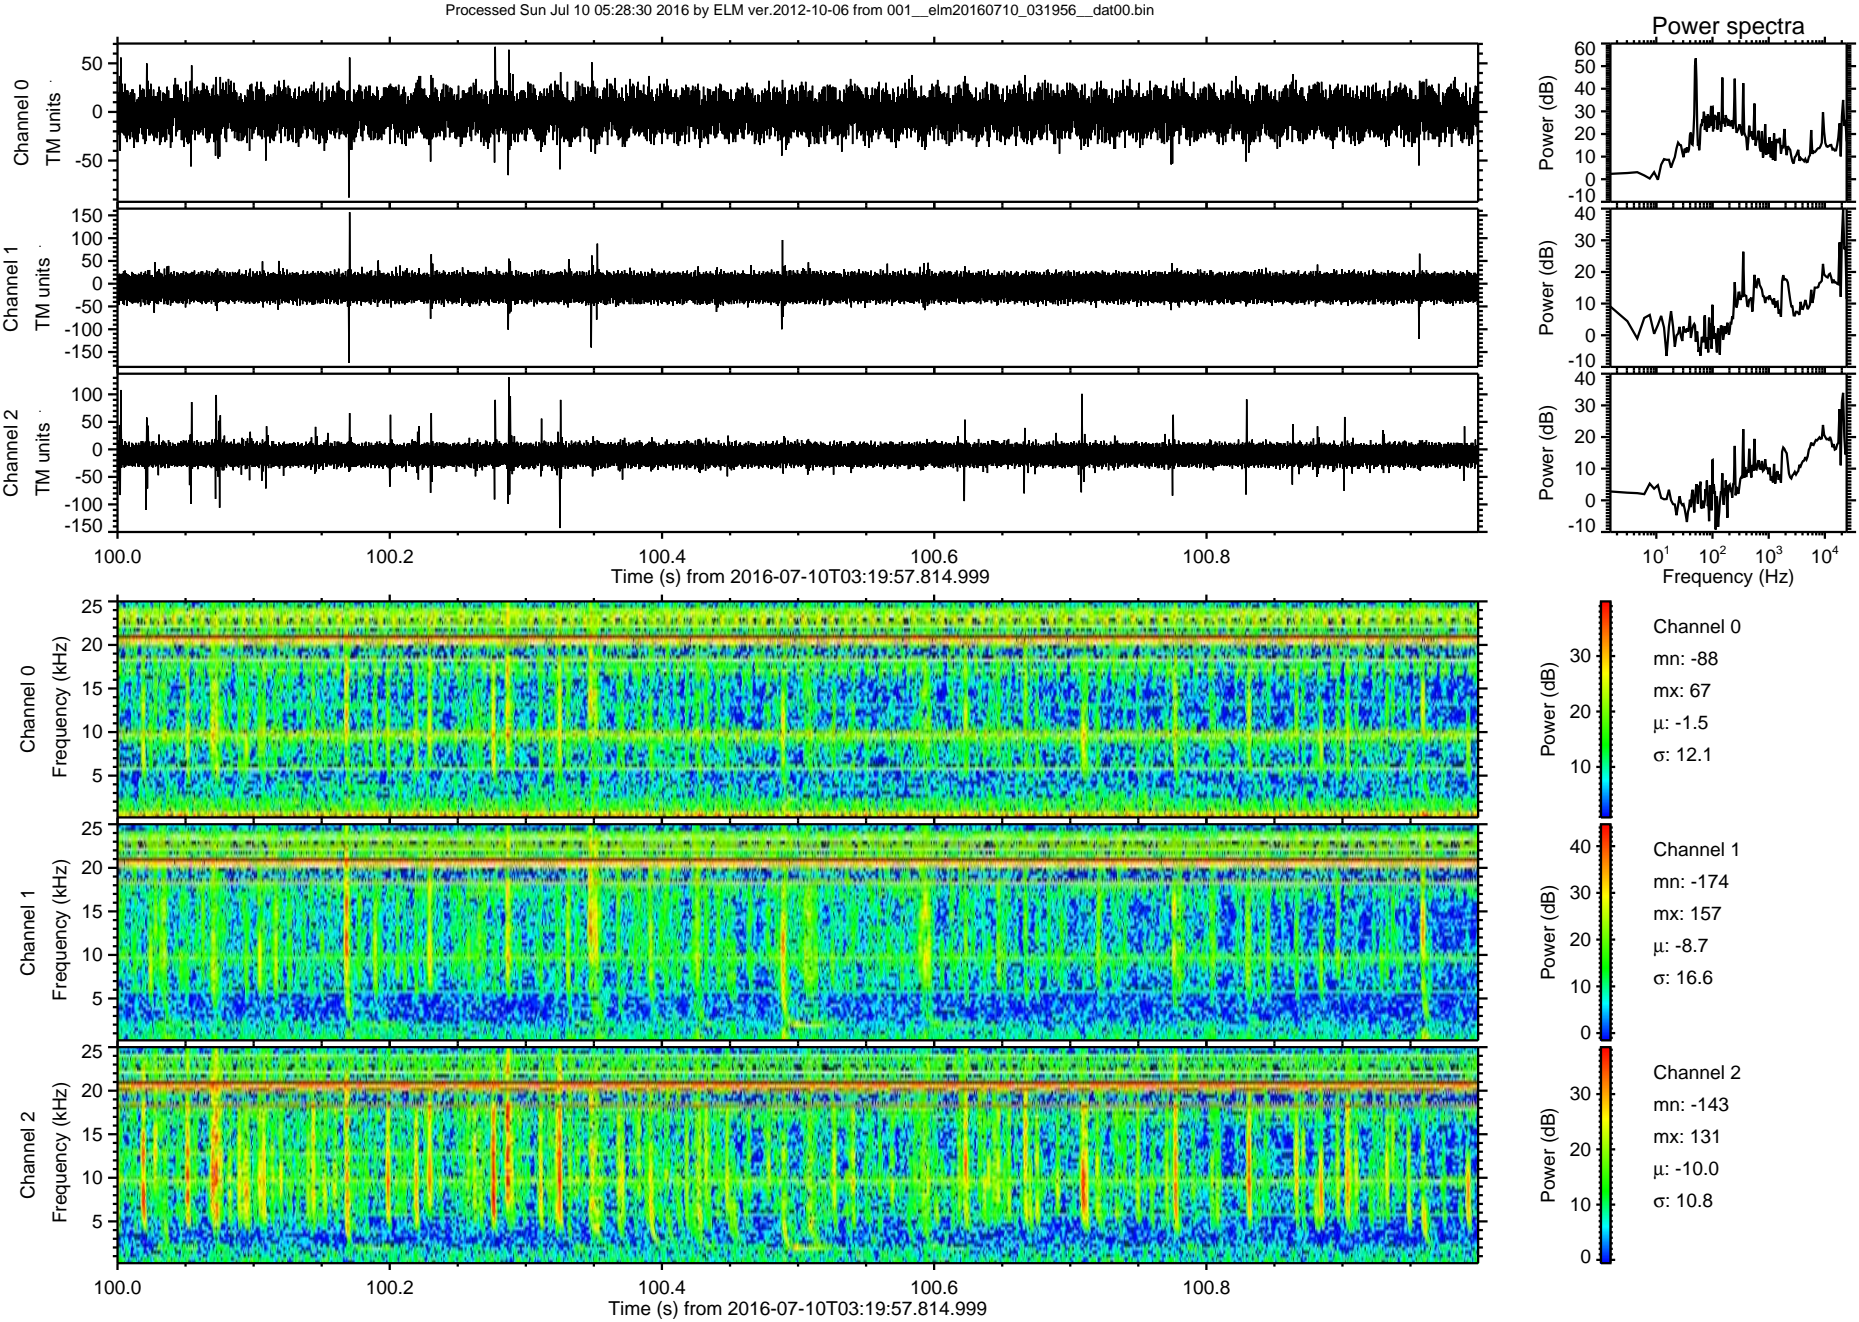 Processed Sun Jul 10 05:28:30 2016 by ELM ver.2012-10-06 from 001__elm20160710_031956__dat00.bin
Power spectra
Channel 0
TM units
50
0
-50
Power (dB)
60
50
40
30
20
10
0
-10
Channel 1
TM units
150
100
50
0
-50
-100
-150
Power (dB)
40
30
20
10
0
-10
Channel 2
TM units
100
50
0
-50
-100
-150
Power (dB)
40
30
20
10
0
-10
100.0 100.2 100.4 100.6 100.8
Time (s) from 2016-07-10T03:19:57.814.999
10^1 10^2 10^3 10^4
Frequency (Hz)
Channel 0
Frequency (kHz)
25
20
15
10
5
Power (dB)
30
20
10
Channel 0
mn: -88
mx: 67
μ: -1.5
σ: 12.1
Channel 1
Frequency (kHz)
25
20
15
10
5
Power (dB)
40
30
20
10
0
Channel 1
mn: -174
mx: 157
μ: -8.7
σ: 16.6
Channel 2
Frequency (kHz)
25
20
15
10
5
Power (dB)
30
20
10
0
Channel 2
mn: -143
mx: 131
μ: -10.0
σ: 10.8
100.0 100.2 100.4 100.6 100.8
Time (s) from 2016-07-10T03:19:57.814.999